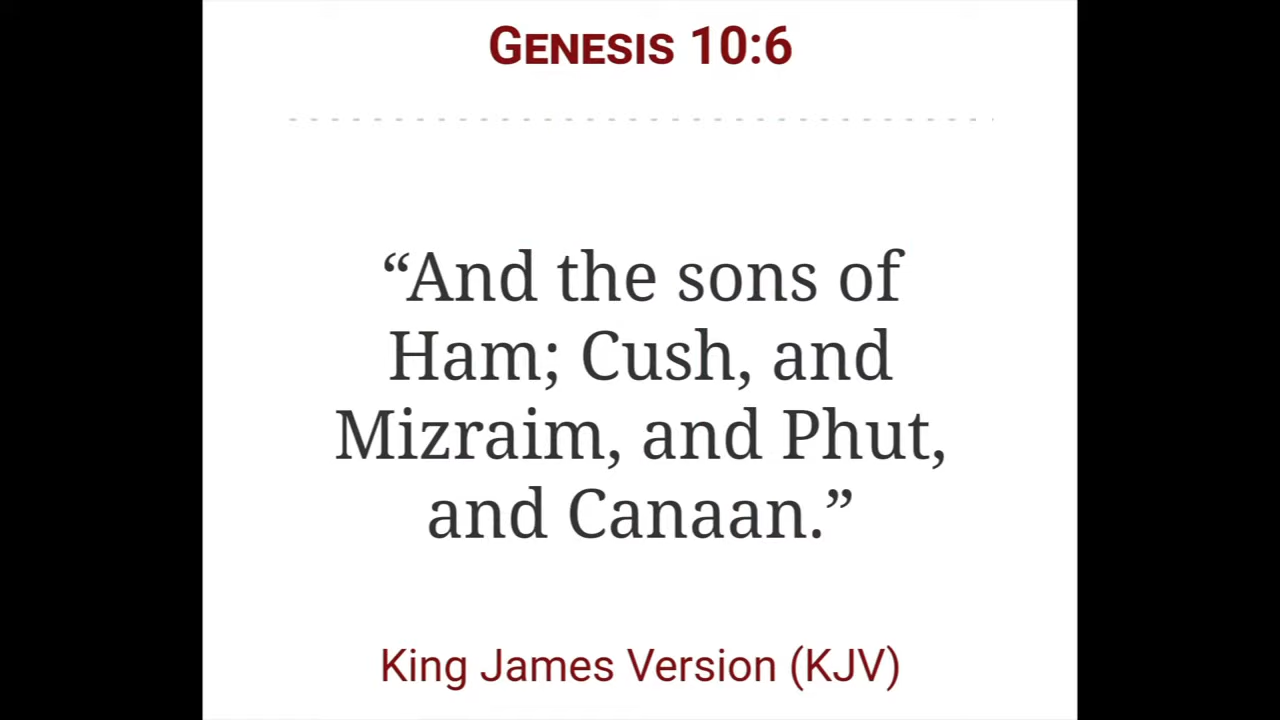 Genesis 10:6
“And the sons of
Ham; Cush, and
Mizraim, and Phut,
and Canaan.”
King James Version (KJV)